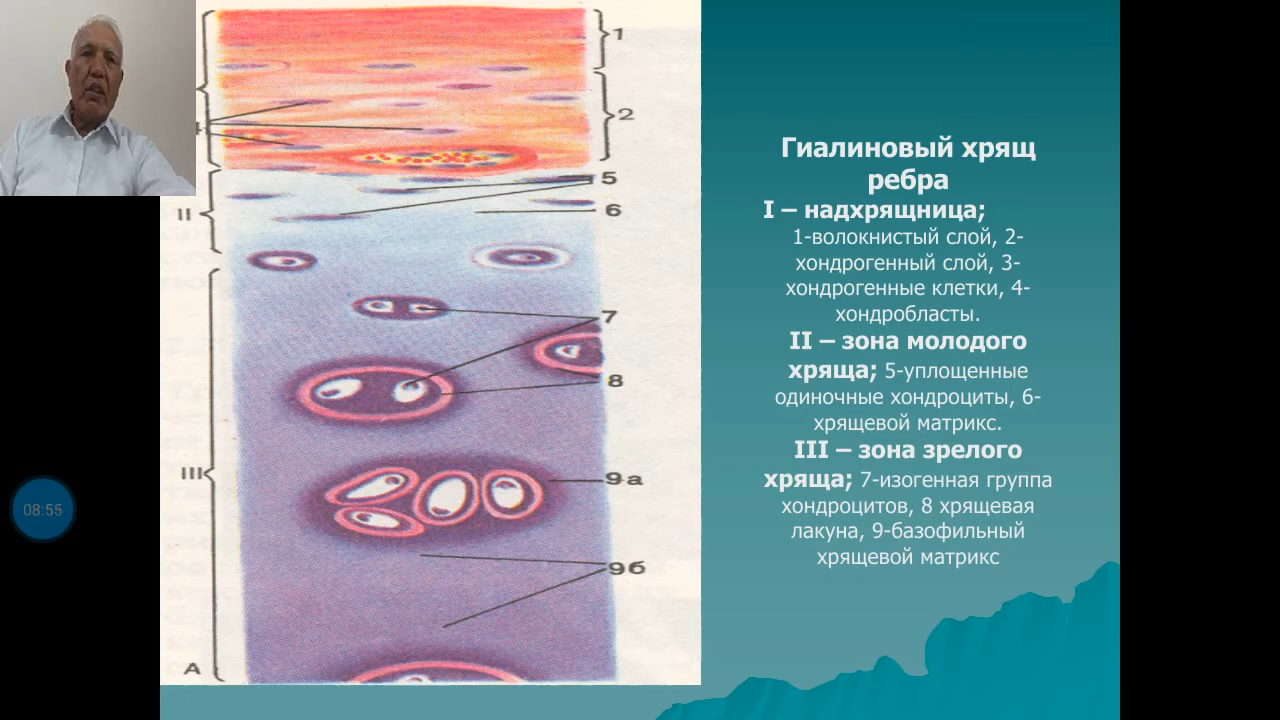 1
2
4
5
II
6
7
8
III
9а
9б
А
08:55
Гиалиновый хрящ
ребра
I – надхрящница;
1-волокнистый слой, 2-
хондрогенный слой, 3-
хондрогенные клетки, 4-
хондробласты.
II – зона молодого
хряща; 5-уплощенные
одиночные хондроциты, 6-
хрящевой матрикс.
III – зона зрелого
хряща; 7-изогенная группа
хондроцитов, 8 хрящевая
лакуна, 9-базофильный
хрящевой матрикс